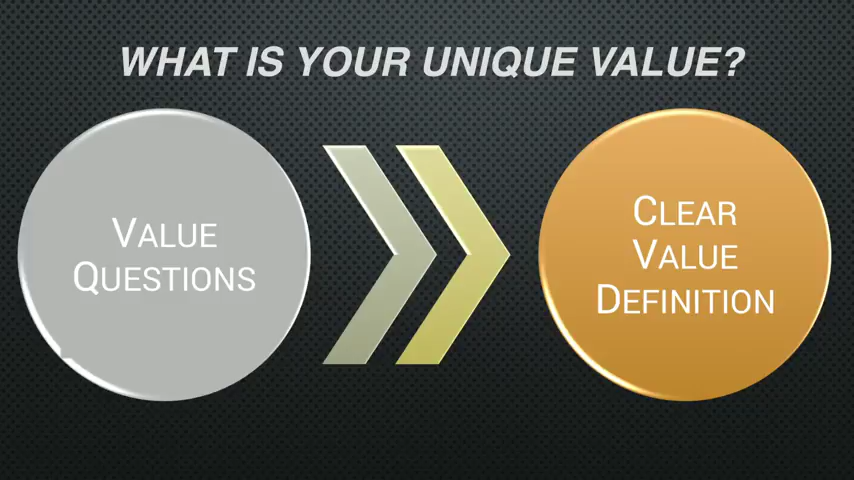 WHAT IS YOUR UNIQUE VALUE?
VALUE
QUESTIONS
CLEAR
VALUE
DEFINITION